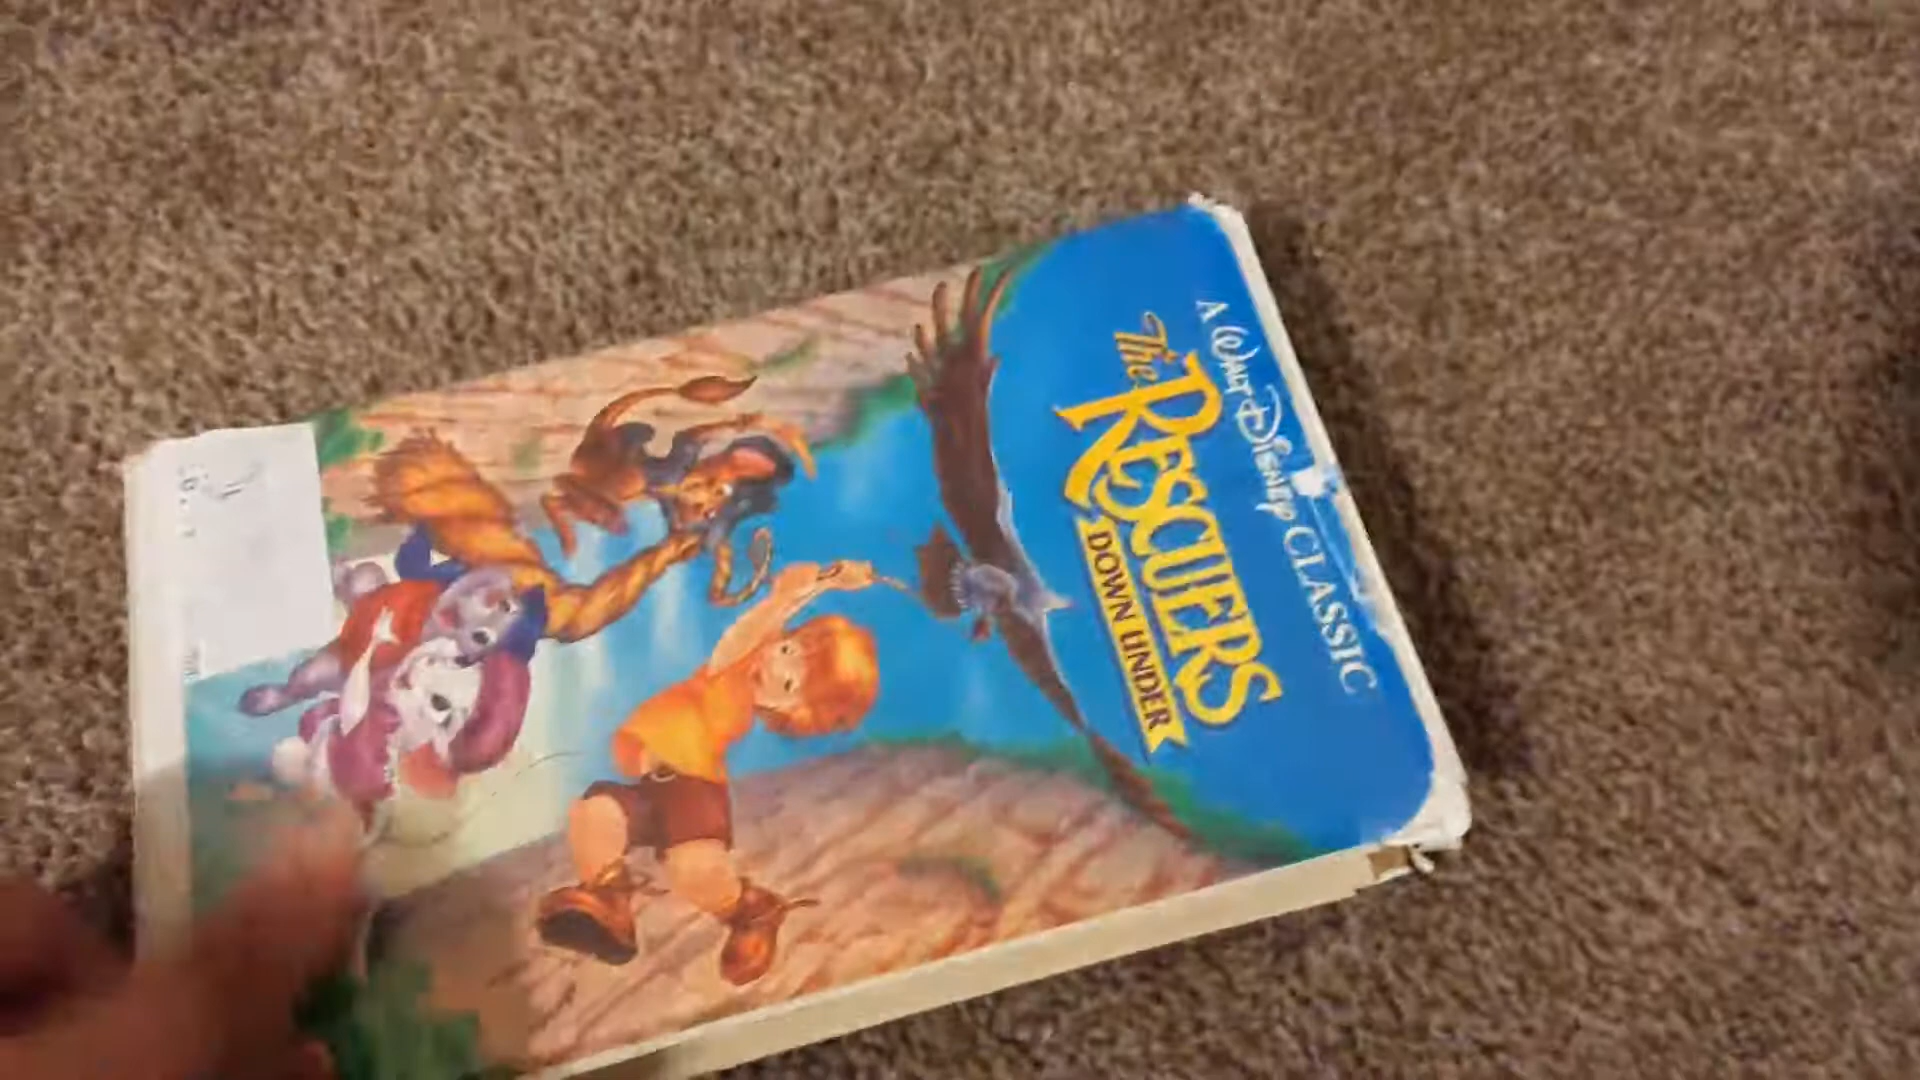 A WALT DISNEY CLASSIC
The
RESCUERS
DOWN UNDER